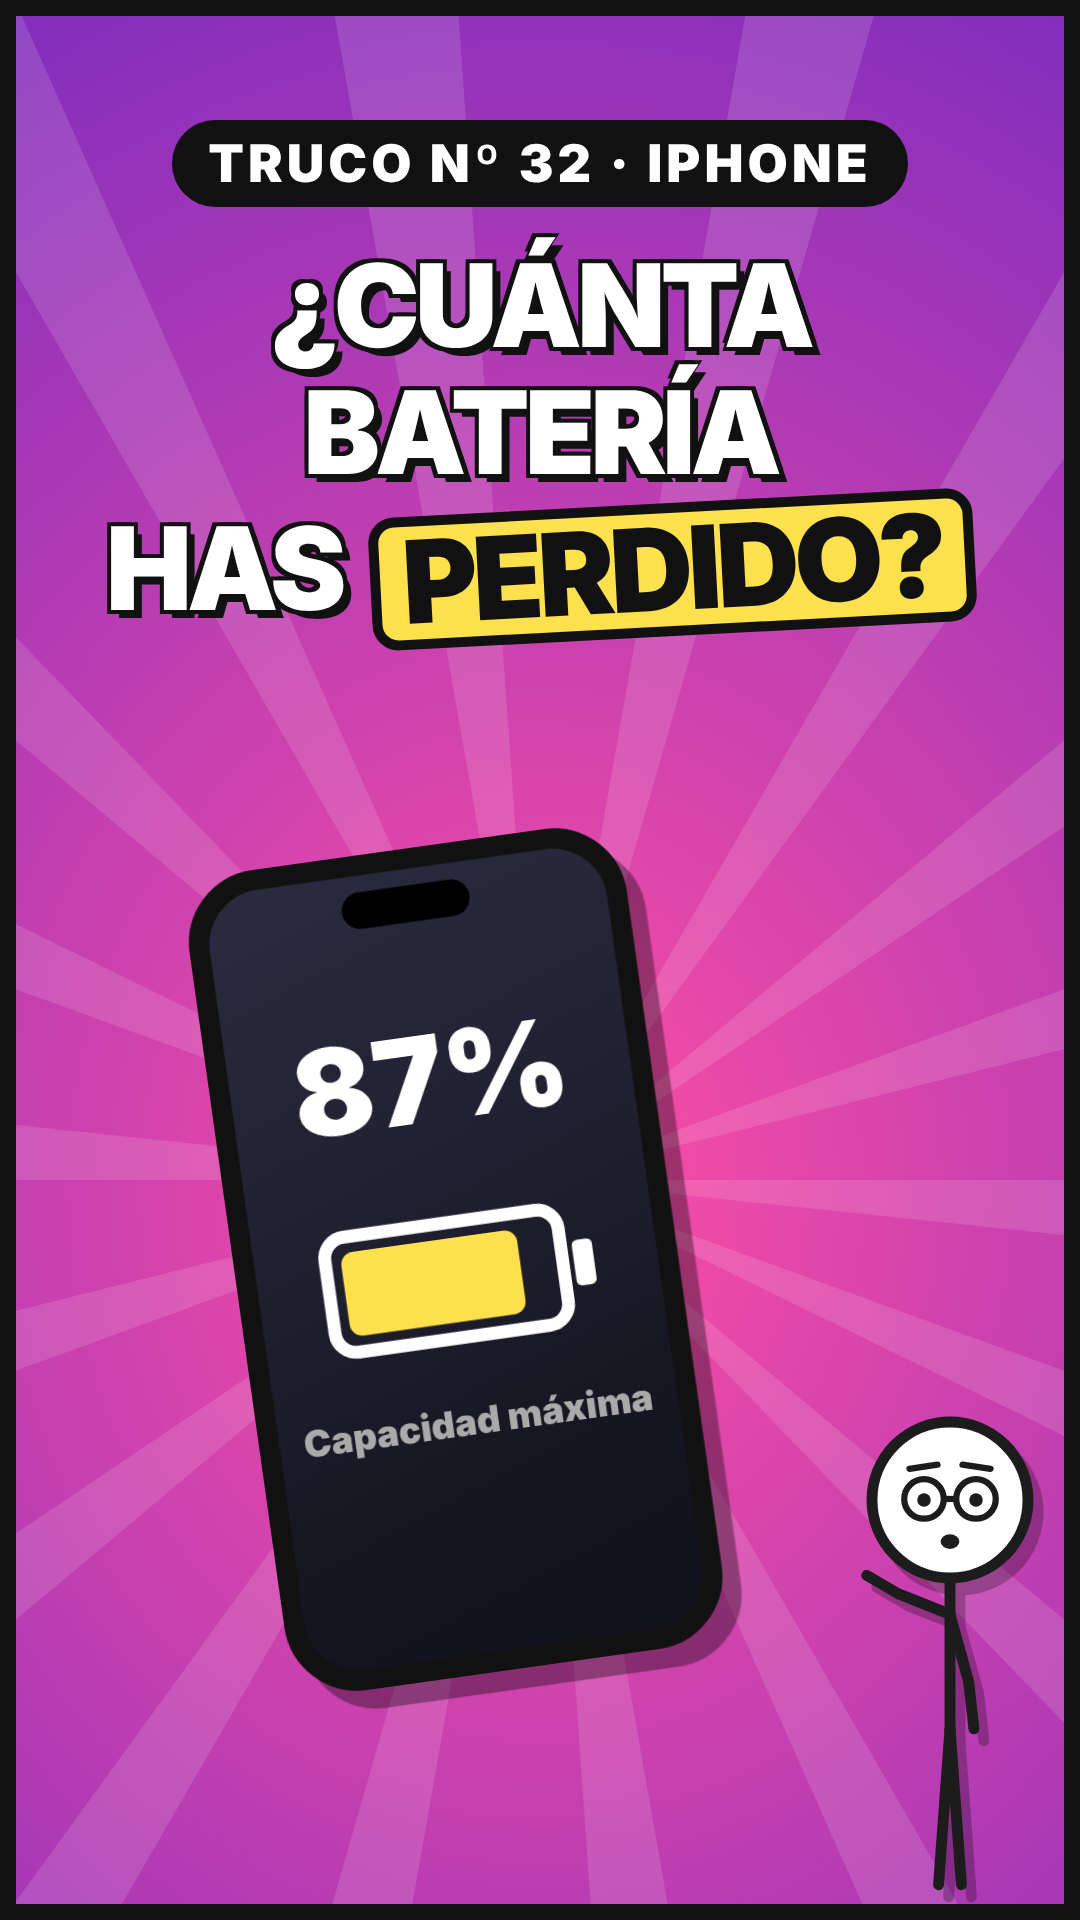 TRUCO Nº 32 · IPHONE
¿CUÁNTA
BATERÍA
HAS PERDIDO?
87%
Capacidad máxima